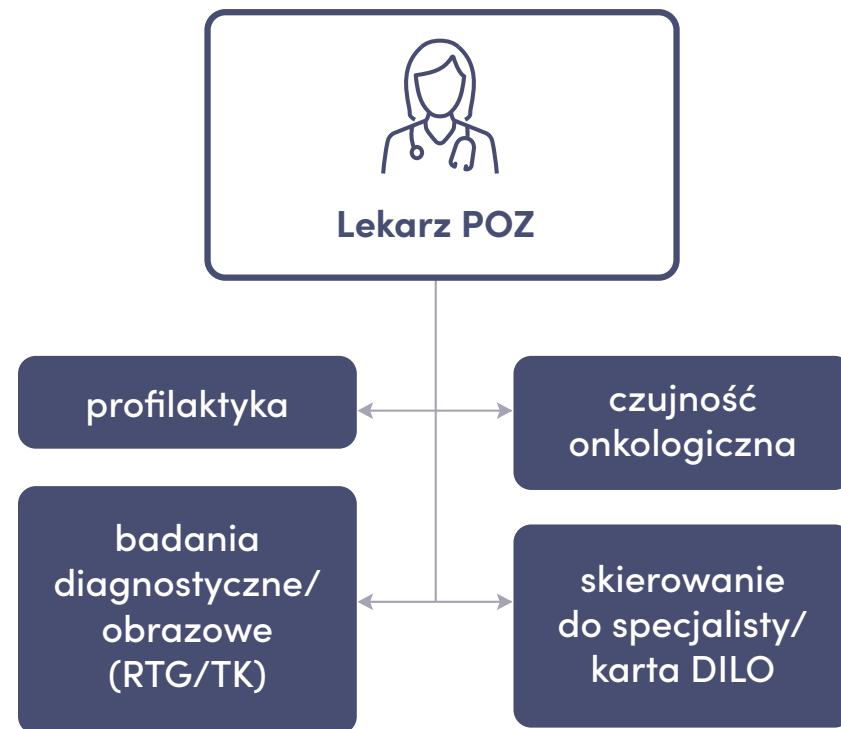 Lekarz POZ
profilaktyka
czujność
onkologiczna
badania
diagnostyczne/
obrazowe
(RTG/TK)
skierowanie
do specjalisty/
karta DILO